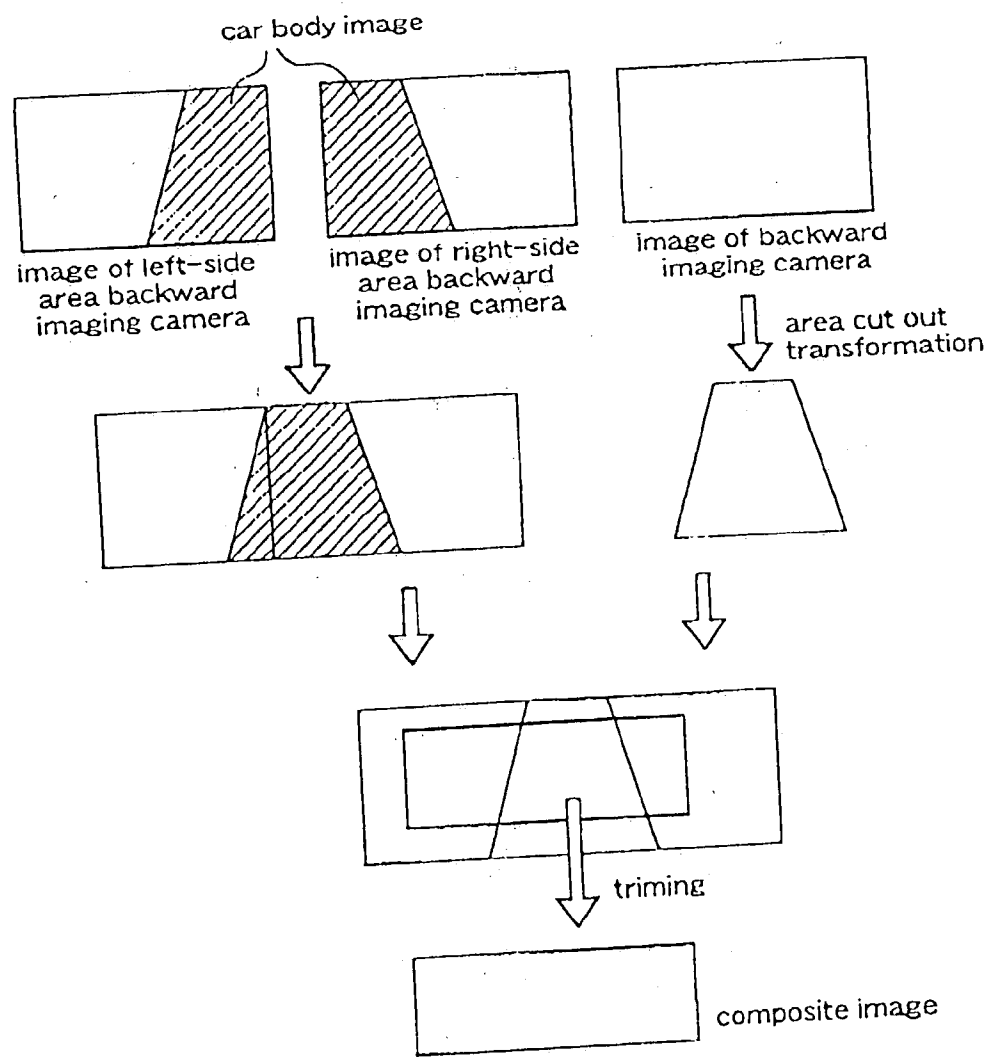 car body image
image of left-side
area backward
imaging camera
image of right-side
area backward
imaging camera
image of backward
imaging camera
area cut out
transformation
triming
composite image